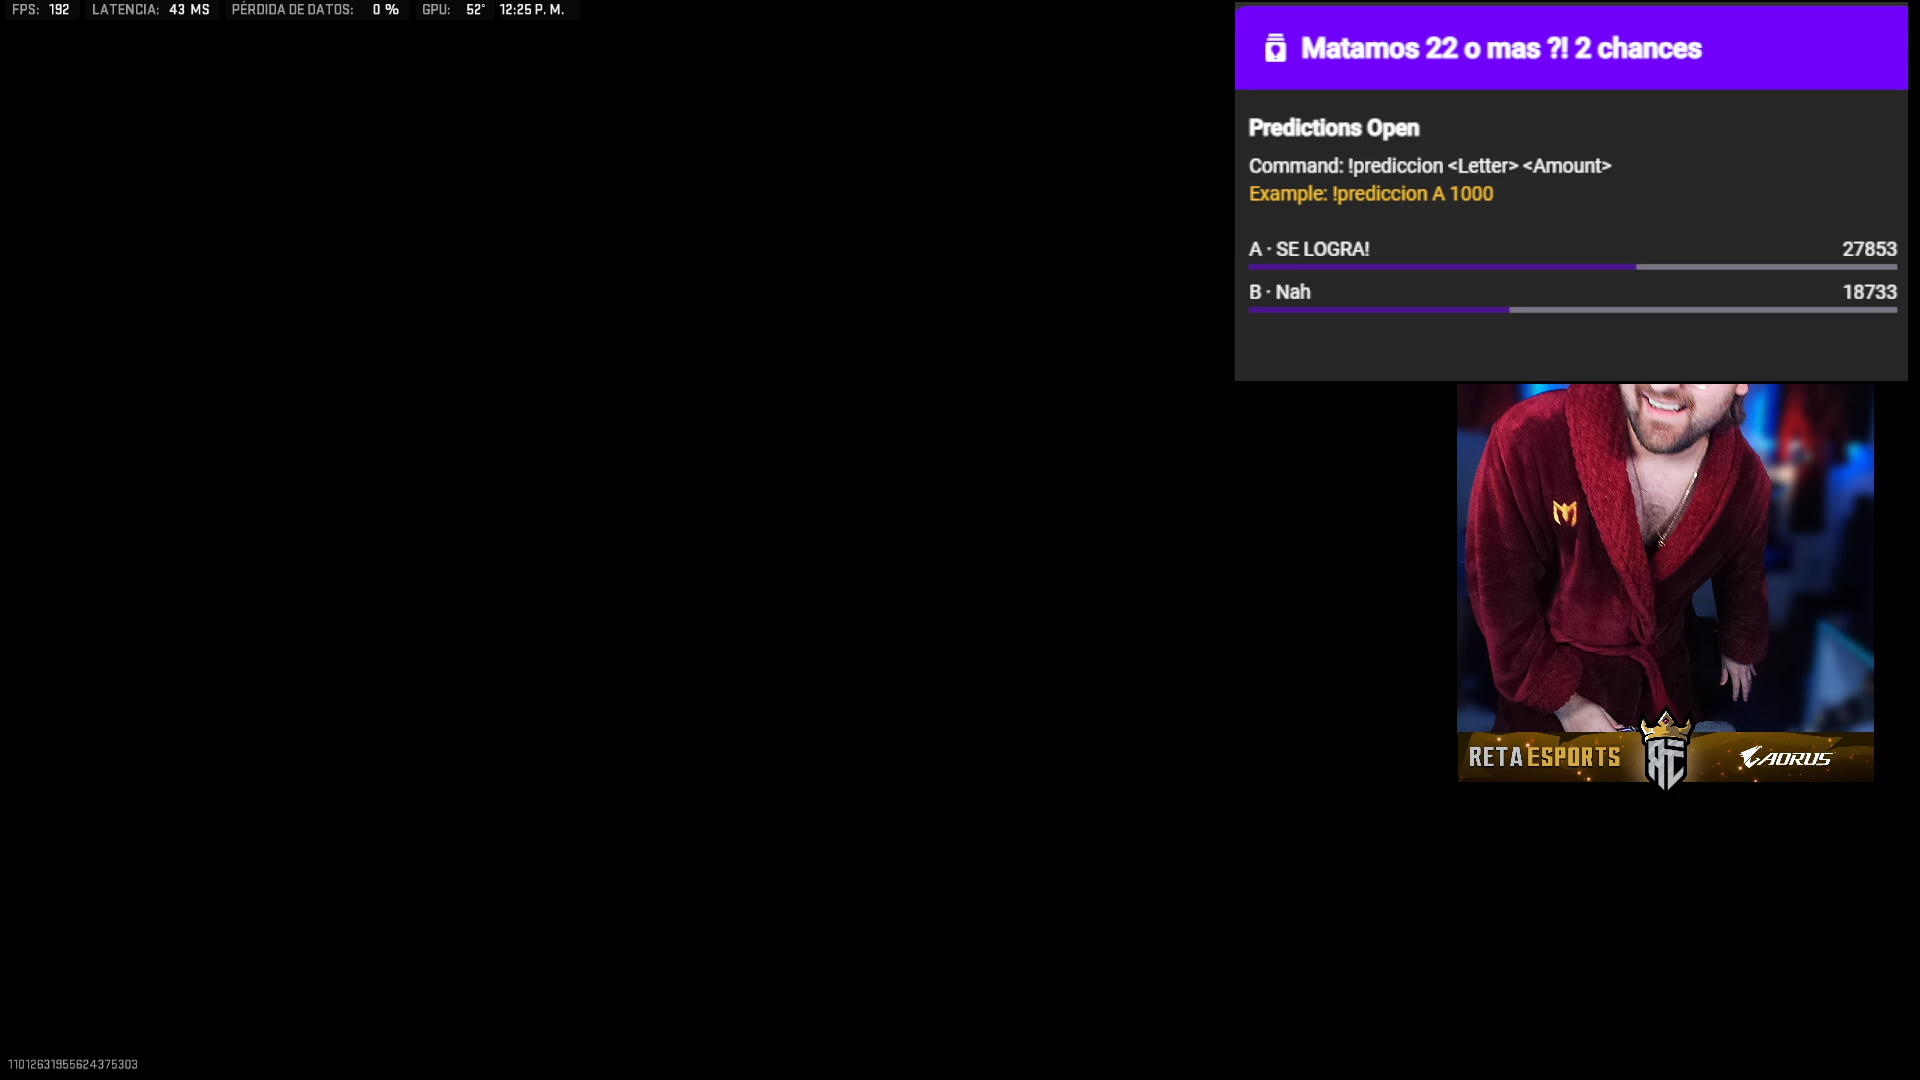 FPS: 192 LATENCIA: 43 MS PÉRDIDA DE DATOS: 0 % GPU: 52° 12:25 P. M.
Matamos 22 o mas ?! 2 chances
Predictions Open
Command: !prediccion <Letter> <Amount>
Example: !prediccion A 1000
A · SE LOGRA! 27853
B · Nah 18733
RETA ESPORTS AORUS
11012631955624375303